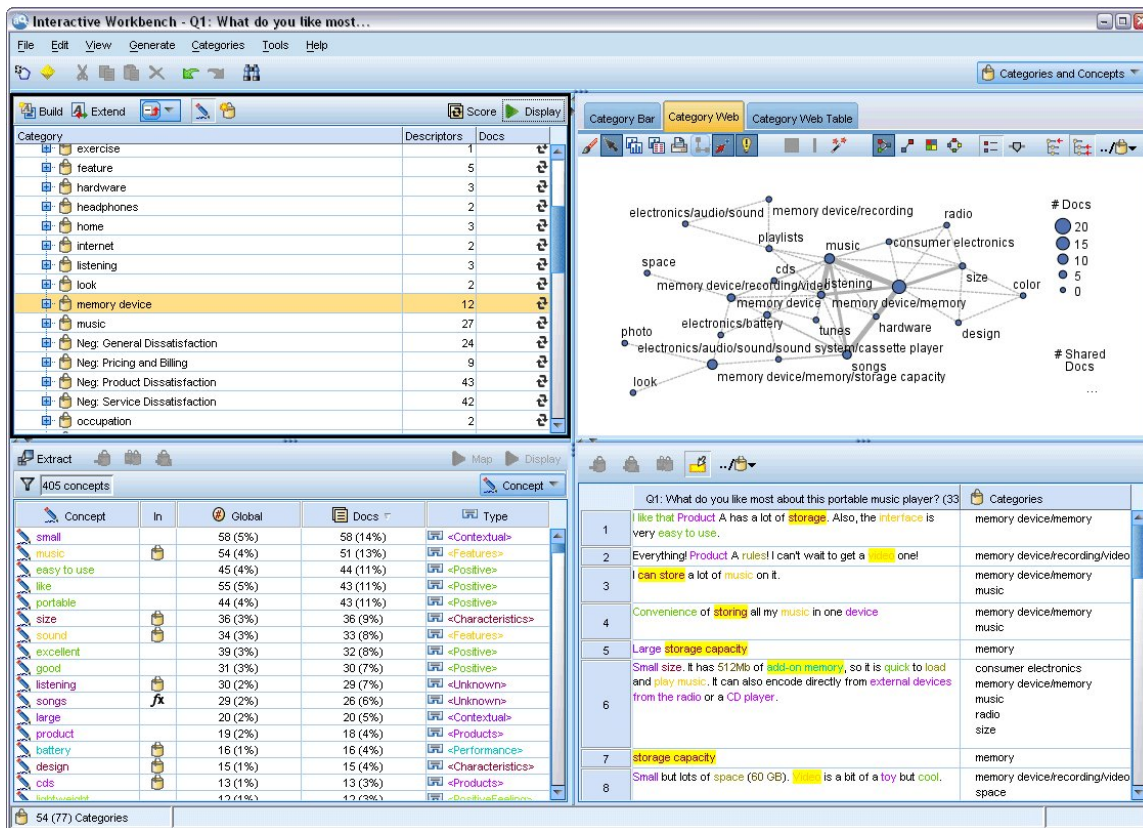 Interactive Workbench - Q1: What do you like most...
File Edit View Generate Categories Tools Help
Categories and Concepts
Build Extend Score Display
Category Descriptors Docs
exercise 1
feature 5
hardware 3
headphones 2
home 3
internet 2
listening 3
look 2
memory device 12
music 27
Neg: General Dissatisfaction 24
Neg: Pricing and Billing 9
Neg: Product Dissatisfaction 43
Neg: Service Dissatisfaction 42
occupation 2
Category Bar Category Web Category Web Table
../
electronics/audio/sound memory device/recording radio
playlists music consumer electronics
space cds size
memory device/recording/video listening color
memory device memory device/memory
photo electronics/battery tunes hardware design
electronics/audio/sound/sound system/cassette player
songs
look memory device/memory/storage capacity
# Docs
20
15
10
5
0
# Shared
Docs
...
Extract Map Display
405 concepts Concept
Concept In Global Docs Type
small 58 (5%) 58 (14%) <Contextual>
music 54 (4%) 51 (13%) <Features>
easy to use 45 (4%) 44 (11%) <Positive>
like 55 (5%) 43 (11%) <Positive>
portable 44 (4%) 43 (11%) <Positive>
size 36 (3%) 36 (9%) <Characteristics>
sound 34 (3%) 33 (8%) <Features>
excellent 39 (3%) 32 (8%) <Positive>
good 31 (3%) 30 (7%) <Positive>
listening 30 (2%) 29 (7%) <Unknown>
songs fx 29 (2%) 26 (6%) <Unknown>
large 20 (2%) 20 (5%) <Contextual>
product 19 (2%) 18 (4%) <Products>
battery 16 (1%) 16 (4%) <Performance>
design 15 (1%) 15 (4%) <Characteristics>
cds 13 (1%) 13 (3%) <Products>
lightweight 12 (1%) 12 (3%) <PositiveFeeling>
../
Q1: What do you like most about this portable music player? (33 Categories
1 I like that Product A has a lot of storage. Also, the interface is memory device/memory
very easy to use.
2 Everything! Product A rules! I can't wait to get a video one! memory device/recording/video
3 I can store a lot of music on it. memory device/memory
music
4 Convenience of storing all my music in one device memory device/memory
music
5 Large storage capacity memory
6 Small size. It has 512Mb of add-on memory, so it is quick to load consumer electronics
and play music. It can also encode directly from external devices memory device/memory
from the radio or a CD player. music
radio
size
7 storage capacity memory
8 Small but lots of space (60 GB). Video is a bit of a toy but cool. memory device/recording/video
space
54 (77) Categories